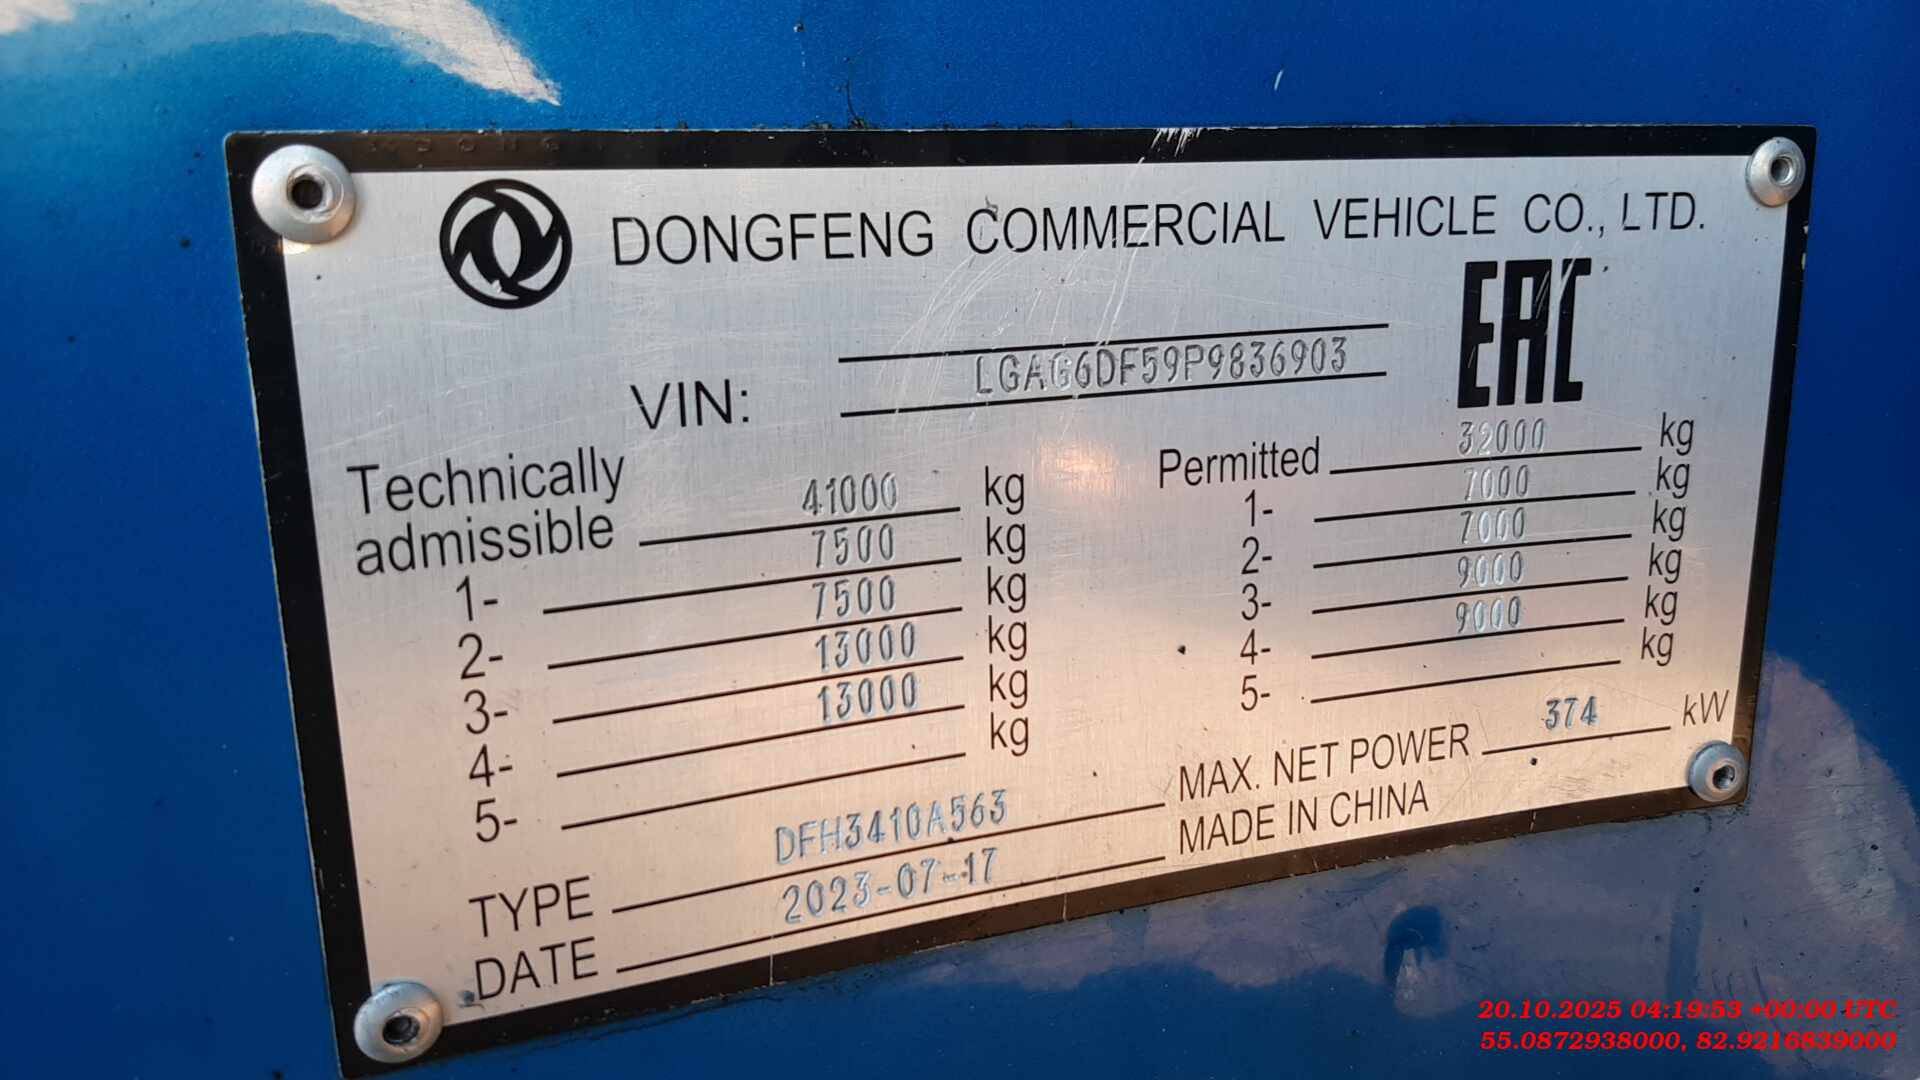 DONGFENG COMMERCIAL VEHICLE CO., LTD.
EAC
VIN: LGAG6DF59P9836903
Technically
admissible 41000 kg
1- 7500 kg
2- 7500 kg
3- 13000 kg
4- 13000 kg
5- kg
Permitted 32000 kg
1- 7000 kg
2- 7000 kg
3- 9000 kg
4- 9000 kg
5- kg
MAX. NET POWER 374 kW
MADE IN CHINA
TYPE DFH3410A563
DATE 2023-07-17
20.10.2025 04:19:53 +00:00 UTC
55.0872938000, 82.9216839000